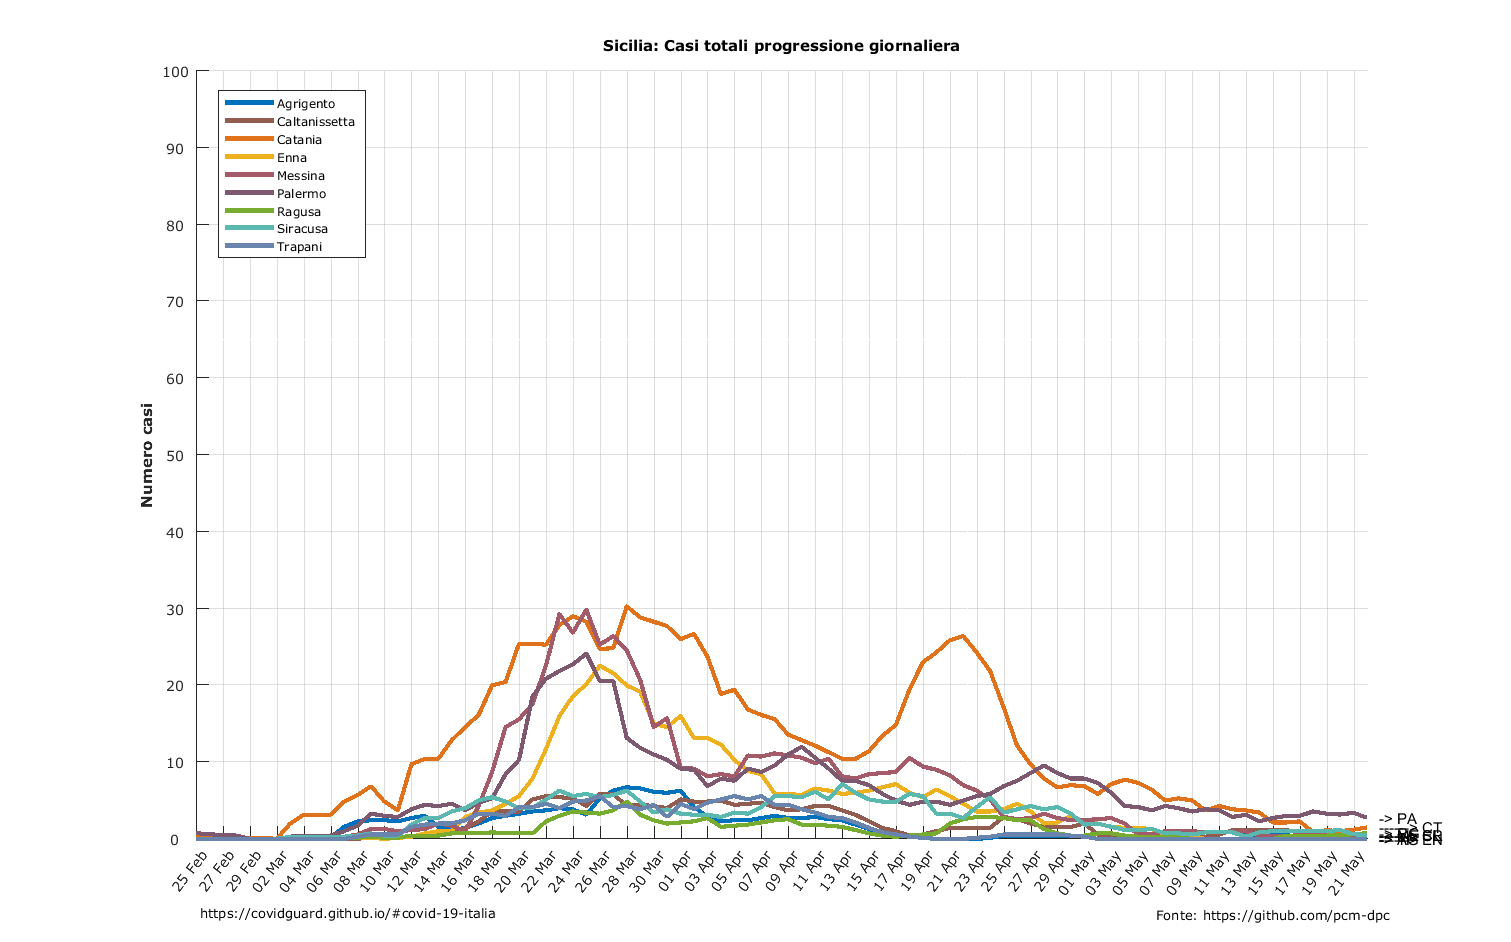 Sicilia: Casi totali progressione giornaliera
100
90
80
70
60
50
40
30
20
10
0
Numero casi
Agrigento
Caltanissetta
Catania
Enna
Messina
Palermo
Ragusa
Siracusa
Trapani
-> PA
-> CT
25 Feb
27 Feb
29 Feb
02 Mar
04 Mar
06 Mar
08 Mar
10 Mar
12 Mar
14 Mar
16 Mar
18 Mar
20 Mar
22 Mar
24 Mar
26 Mar
28 Mar
30 Mar
01 Apr
03 Apr
05 Apr
07 Apr
09 Apr
11 Apr
13 Apr
15 Apr
17 Apr
19 Apr
21 Apr
23 Apr
25 Apr
27 Apr
29 Apr
01 May
03 May
05 May
07 May
09 May
11 May
13 May
15 May
17 May
19 May
21 May
https://covidguard.github.io/#covid-19-italia
Fonte: https://github.com/pcm-dpc